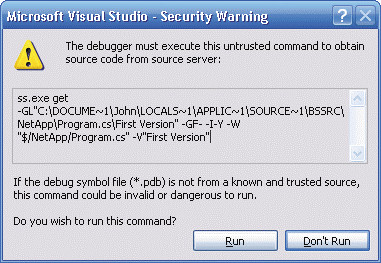 Microsoft Visual Studio - Security Warning
The debugger must execute this untrusted command to obtain
source code from source server:
ss.exe get
-GL"C:\DOCUME~1\John\LOCALS~1\APPLIC~1\SOURCE~1\BSSRC\
NetApp\Program.cs\First Version" -GF- -I-Y -W
"$/NetApp/Program.cs" -V"First Version"
If the debug symbol file (*.pdb) is not from a known and trusted source,
this command could be invalid or dangerous to run.
Do you wish to run this command?
Run
Don't Run